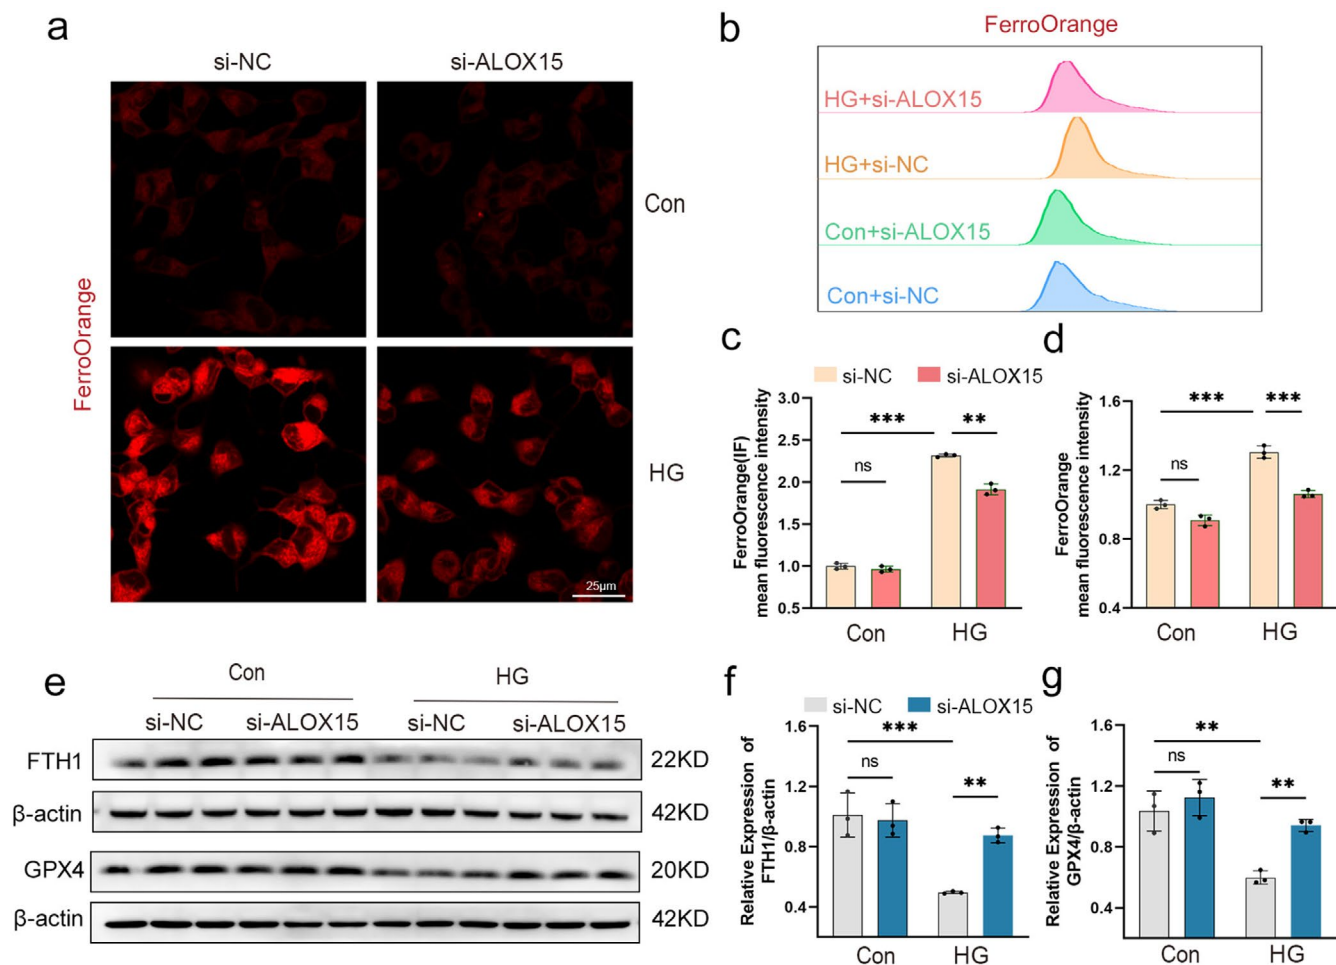 a
si-NC si-ALOX15
FerroOrange
Con
HG
25μm
b
FerroOrange
HG+si-ALOX15
HG+si-NC
Con+si-ALOX15
Con+si-NC
c
si-NC si-ALOX15
FerroOrange(IF)
mean fluorescence intensity
3.0
2.5
2.0
1.5
1.0
0.5
*** **
ns
Con HG
d
FerroOrange
mean fluorescence intensity
1.6
1.2
0.8
0.4
*** ***
ns
Con HG
e
Con HG
si-NC si-ALOX15 si-NC si-ALOX15
FTH1 22KD
β-actin 42KD
GPX4 20KD
β-actin 42KD
f
si-NC si-ALOX15
Relative Expression of
FTH1/β-actin
1.6
1.2
0.8
0.4
***
ns
**
Con HG
g
Relative Expression of
GPX4/β-actin
1.6
1.2
0.8
0.4
**
ns
**
Con HG